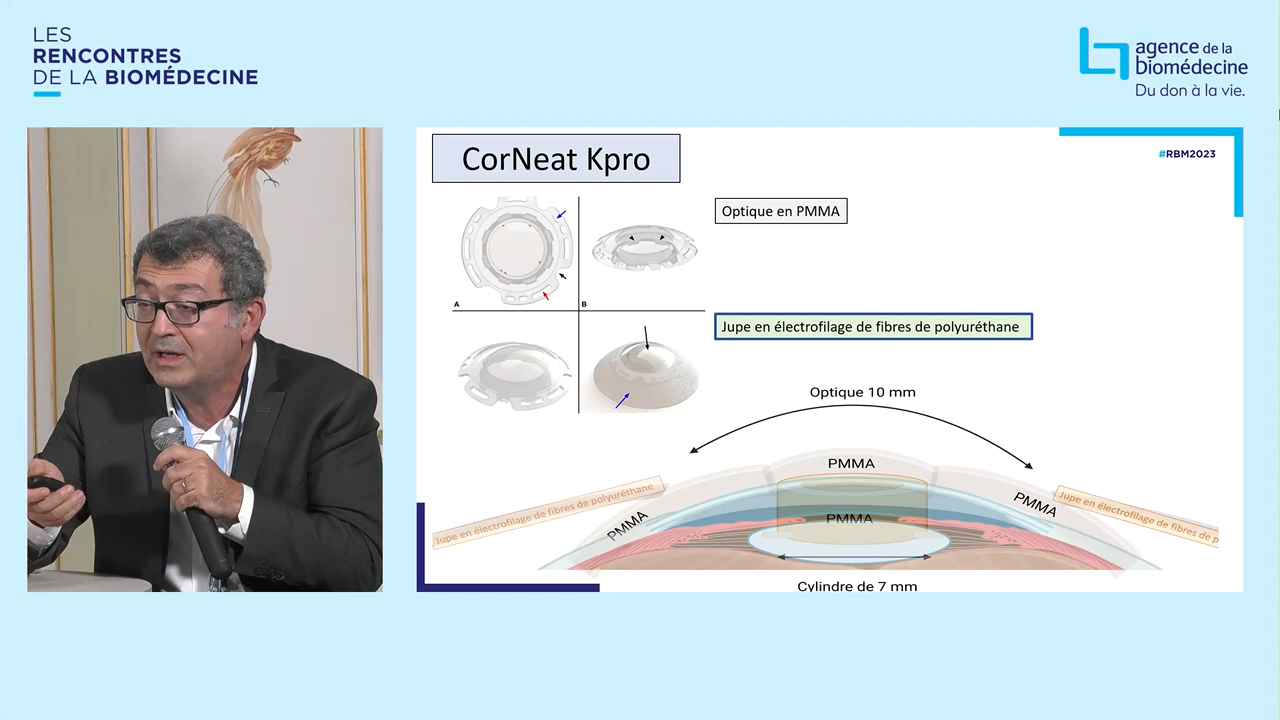 LES
RENCONTRES
DE LA BIOMÉDECINE
agence de la
biomédecine
Du don à la vie.
CorNeat Kpro
#RBM2023
Optique en PMMA
A
B
Jupe en électrofilage de fibres de polyuréthane
Optique 10 mm
PMMA
Jupe en électrofilage de fibres de polyuréthane
PMMA
PMMA
PMMA
Jupe en électrofilage de fibres de p
Cylindre de 7 mm